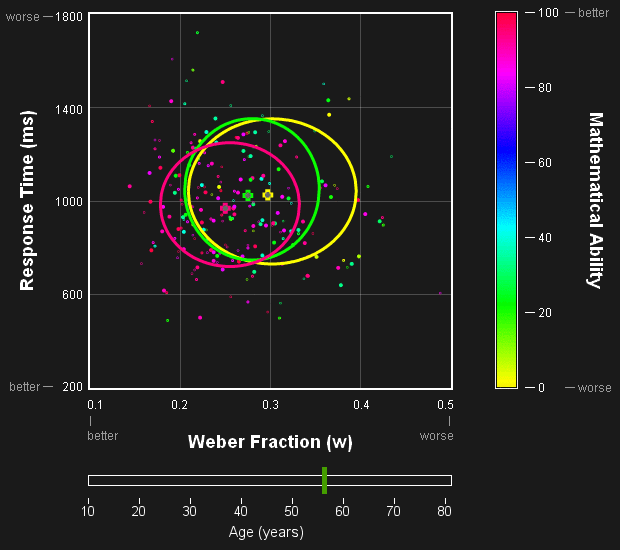 worse
1800
1400
1000
600
better
200
Response Time (ms)
0.1
0.2
0.3
0.4
0.5
better
worse
Weber Fraction (w)
10
20
30
40
50
60
70
80
Age (years)
100
better
80
60
40
20
0
worse
Mathematical Ability